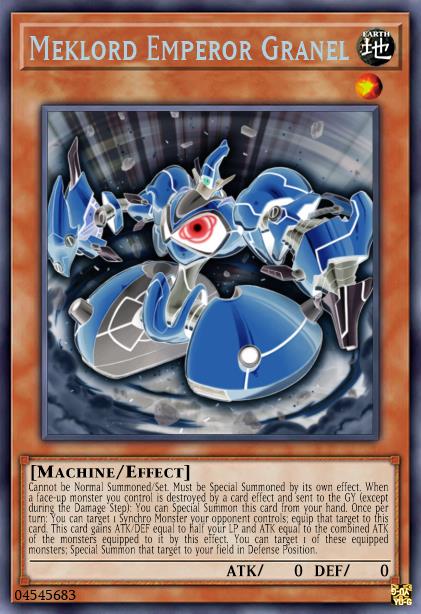 MEKLORD EMPEROR GRANEL
EARTH
地
[MACHINE/EFFECT]
Cannot be Normal Summoned/Set. Must be Special Summoned by its own effect. When
a face-up monster you control is destroyed by a card effect and sent to the GY (except
during the Damage Step): You can Special Summon this card from your hand. Once per
turn: You can target 1 Synchro Monster your opponent controls; equip that target to this
card. This card gains ATK/DEF equal to half your LP and ATK equal to the combined ATK
of the monsters equipped to it by this effect. You can target 1 of these equipped
monsters; Special Summon that target to your field in Defense Position.
ATK/ 0 DEF/ 0
04545683